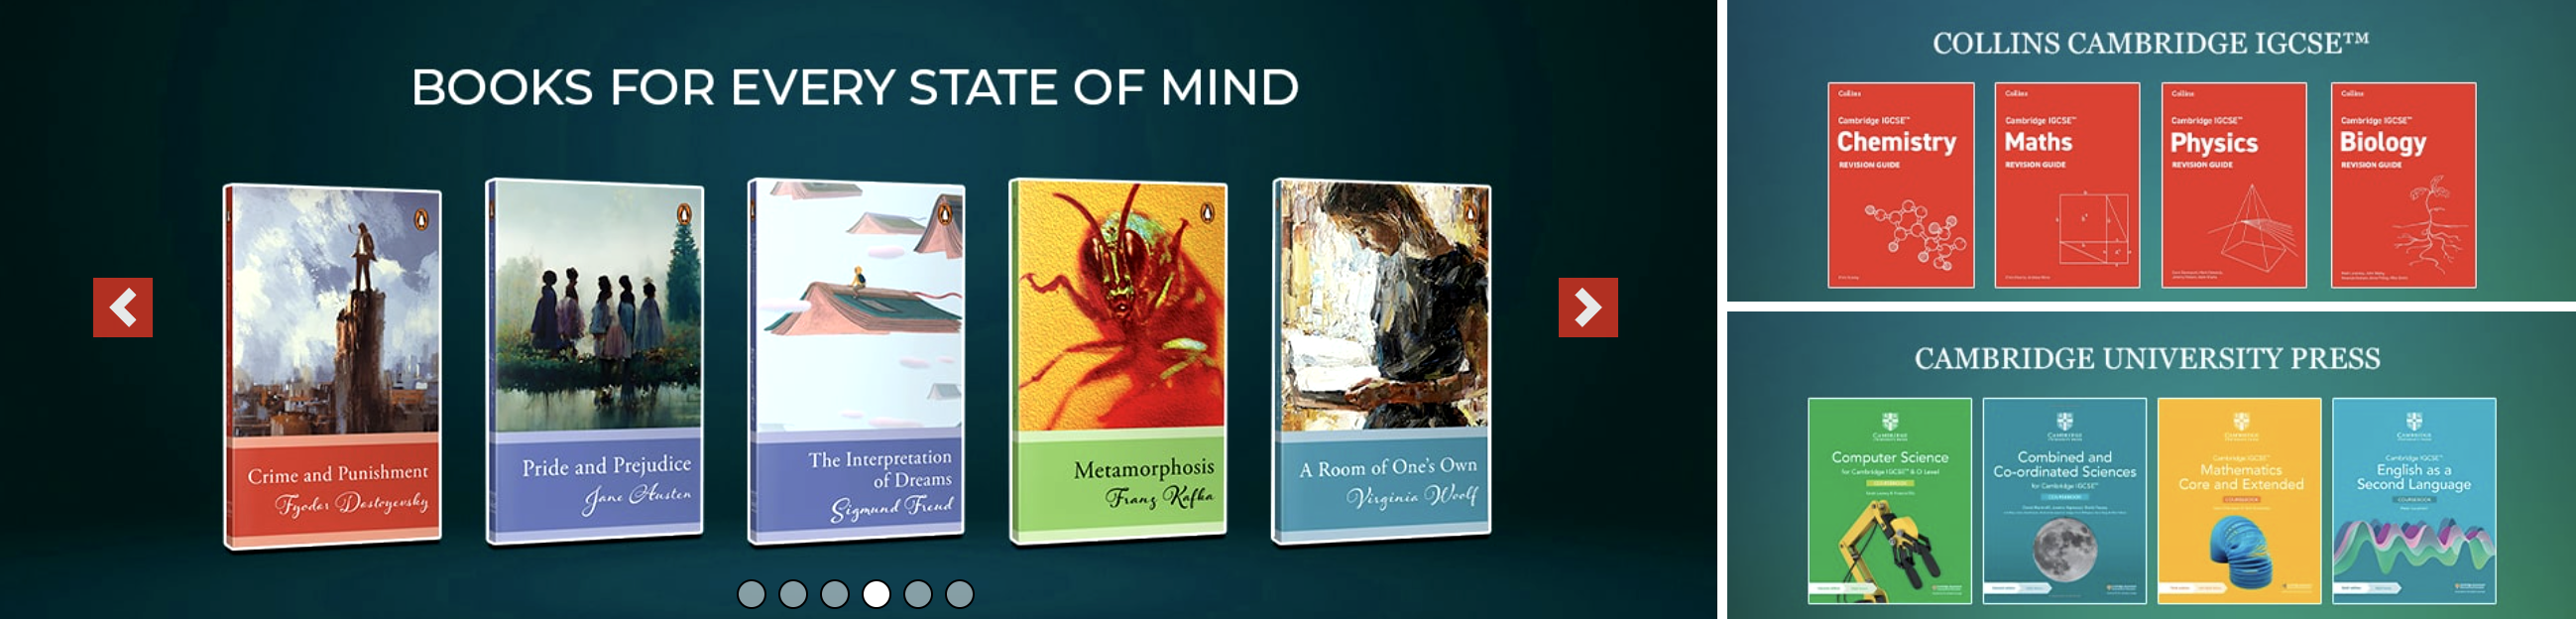 BOOKS FOR EVERY STATE OF MIND
Crime and Punishment
Fyodor Dostoyevsky
Pride and Prejudice
Jane Austen
The Interpretation
of Dreams
Sigmund Freud
Metamorphosis
Franz Kafka
A Room of One's Own
Virginia Woolf
COLLINS CAMBRIDGE IGCSE™
Collins
Cambridge IGCSE™
Chemistry
REVISION GUIDE
Collins
Cambridge IGCSE™
Maths
REVISION GUIDE
Collins
Cambridge IGCSE™
Physics
REVISION GUIDE
Collins
Cambridge IGCSE™
Biology
REVISION GUIDE
CAMBRIDGE UNIVERSITY PRESS
CAMBRIDGE
Computer Science
for Cambridge IGCSE™ & O Level
COURSEBOOK
CAMBRIDGE
Combined and
Co-ordinated Sciences
for Cambridge IGCSE™
COURSEBOOK
CAMBRIDGE
Cambridge IGCSE™
Mathematics
Core and Extended
COURSEBOOK
CAMBRIDGE
Cambridge IGCSE™
English as a
Second Language
COURSEBOOK